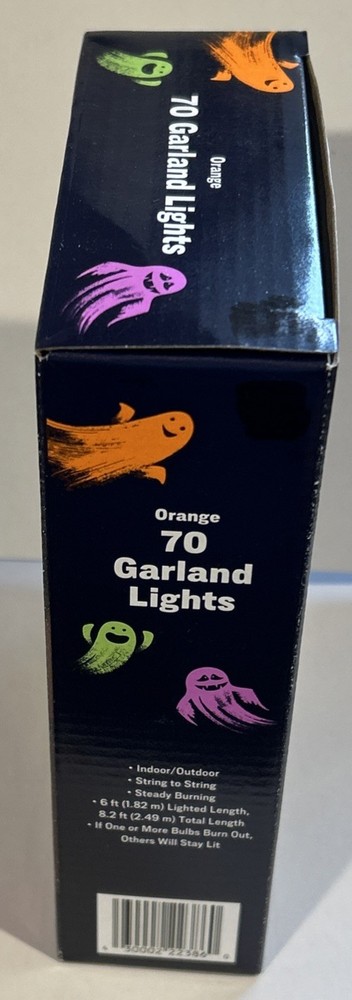 Orange
70 Garland Lights
Orange
70
Garland
Lights
• Indoor/Outdoor
• String to String
• Steady Burning
• 6 ft (1.82 m) Lighted Length,
8.2 ft (2.49 m) Total Length
• If One or More Bulbs Burn Out,
Others Will Stay Lit